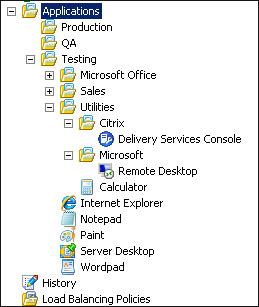 Applications
Production
QA
Testing
Microsoft Office
Sales
Utilities
Citrix
Delivery Services Console
Microsoft
Remote Desktop
Calculator
Internet Explorer
Notepad
Paint
Server Desktop
Wordpad
History
Load Balancing Policies